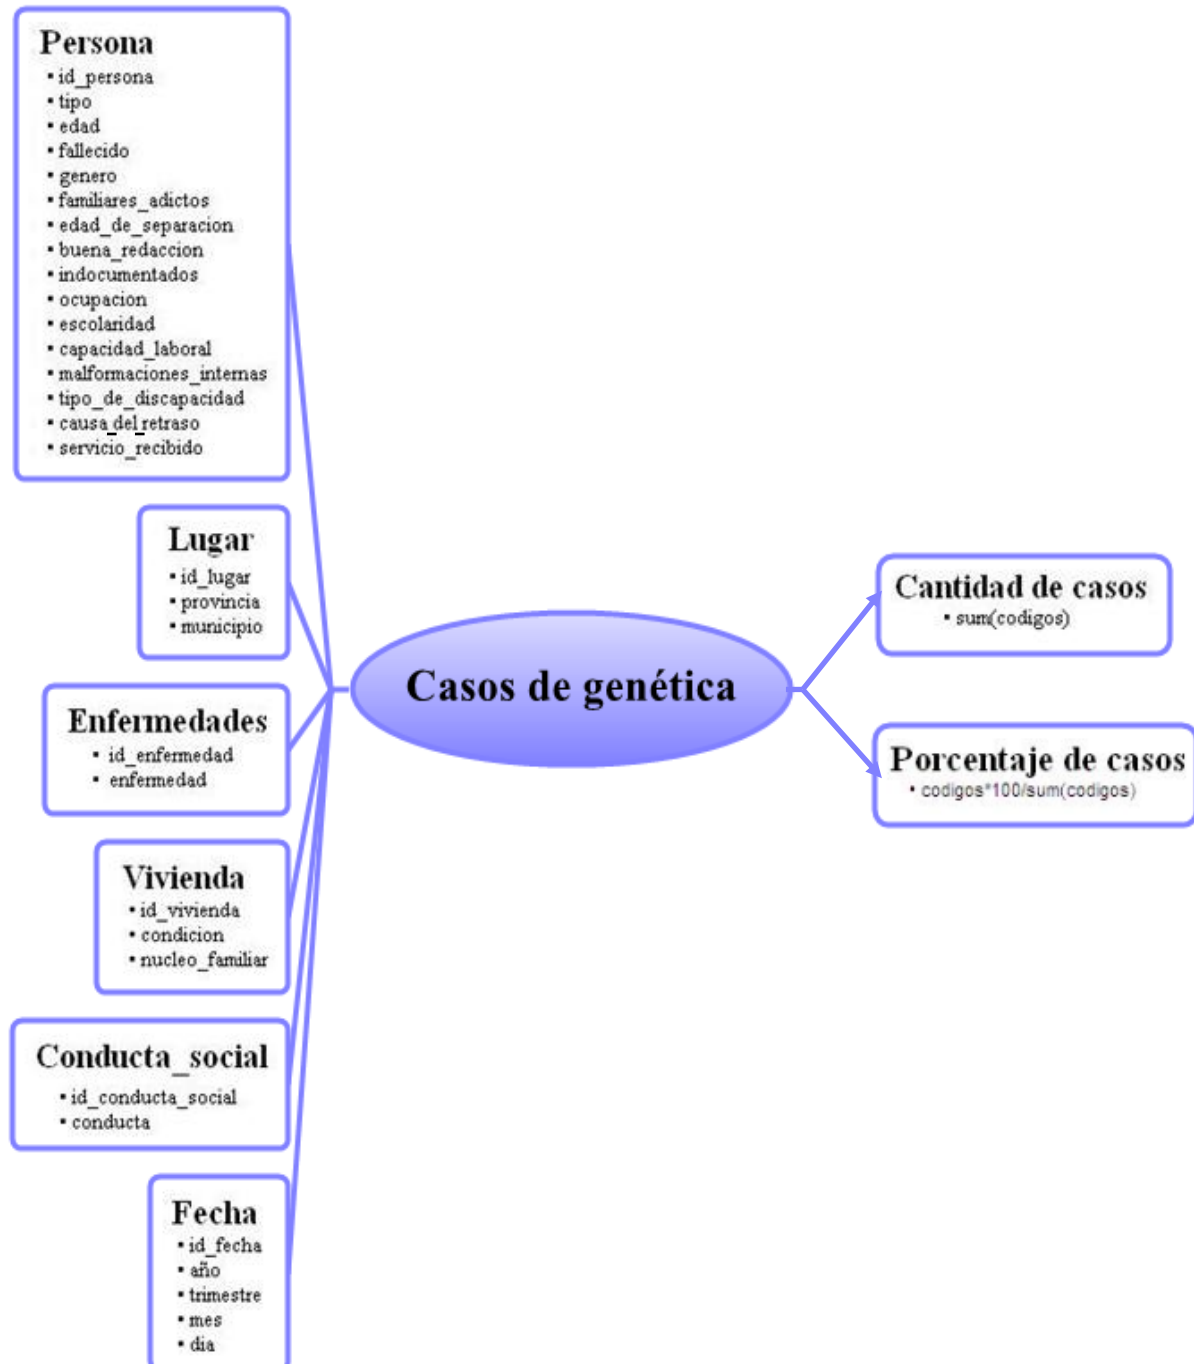 Persona
▪ id_persona
▪ tipo
▪ edad
▪ fallecido
▪ genero
▪ familiares_adictos
▪ edad_de_separacion
▪ buena_redaccion
▪ indocumentados
▪ ocupacion
▪ escolaridad
▪ capacidad_laboral
▪ malformaciones_internas
▪ tipo_de_discapacidad
▪ causa_del_retraso
▪ servicio_recibido
Lugar
▪ id_lugar
▪ provincia
▪ municipio
Enfermedades
▪ id_enfermedad
▪ enfermedad
Vivienda
▪ id_vivienda
▪ condicion
▪ nucleo_familiar
Conducta_social
▪ id_conducta_social
▪ conducta
Fecha
▪ id_fecha
▪ año
▪ trimestre
▪ mes
▪ dia
Casos de genética
Cantidad de casos
▪ sum(codigos)
Porcentaje de casos
▪ codigos*100/sum(codigos)